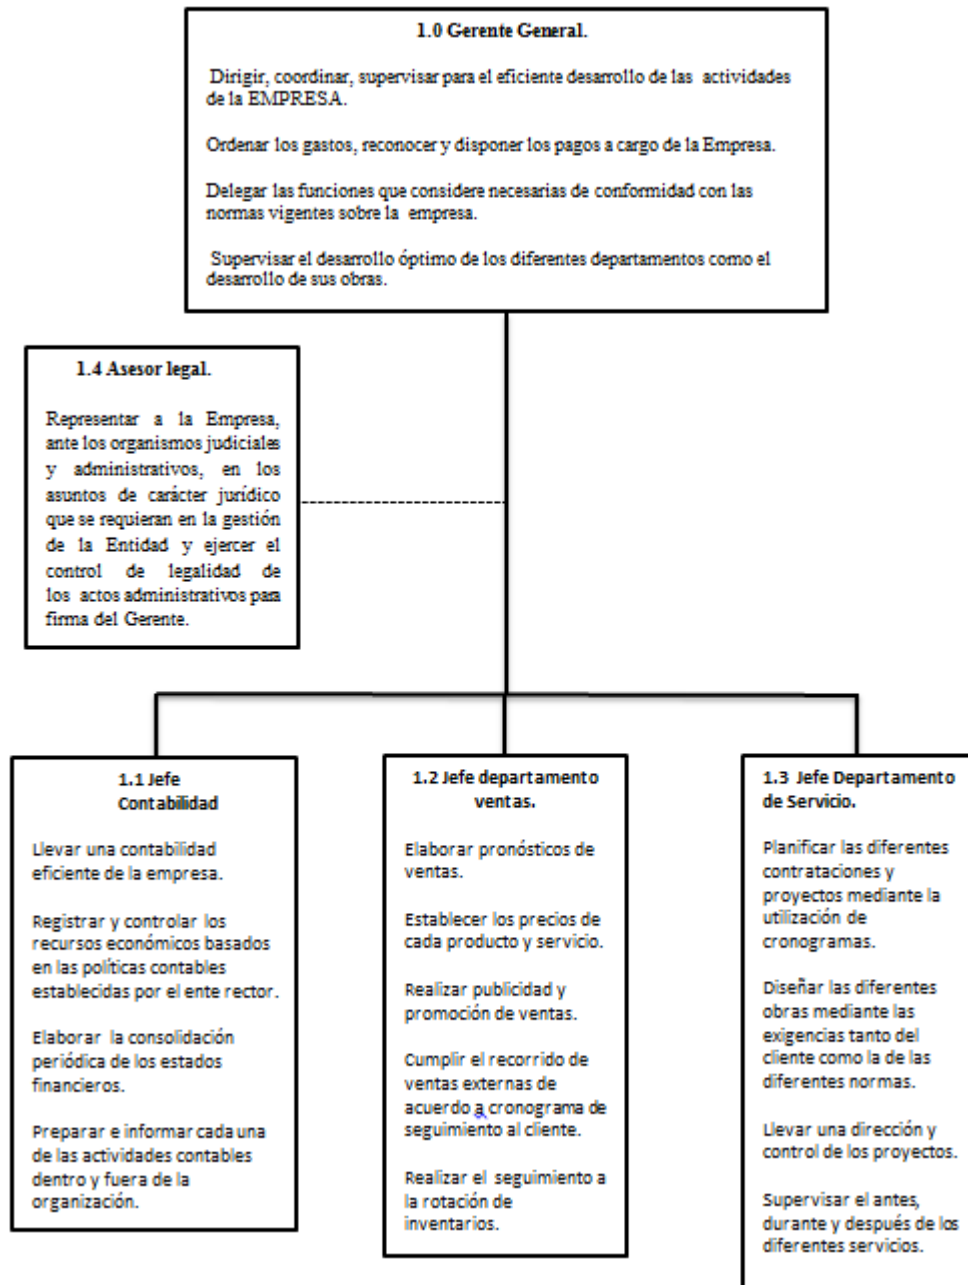 1.0 Gerente General.
Dirigir, coordinar, supervisar para el eficiente desarrollo de las actividades
de la EMPRESA.
Ordenar los gastos, reconocer y disponer los pagos a cargo de la Empresa.
Delegar las funciones que considere necesarias de conformidad con las
normas vigentes sobre la empresa.
Supervisar el desarrollo óptimo de los diferentes departamentos como el
desarrollo de sus obras.
1.4 Asesor legal.
Representar a la Empresa,
ante los organismos judiciales
y administrativos, en los
asuntos de carácter jurídico
que se requieran en la gestión
de la Entidad y ejercer el
control de legalidad de
los actos administrativos para
firma del Gerente.
1.1 Jefe
Contabilidad
Llevar una contabilidad
eficiente de la empresa.
Registrar y controlar los
recursos económicos basados
en las políticas contables
establecidas por el ente rector.
Elaborar la consolidación
periódica de los estados
financieros.
Preparar e informar cada una
de las actividades contables
dentro y fuera de la
organización.
1.2 Jefe departamento
ventas.
Elaborar pronósticos de
ventas.
Establecer los precios de
cada producto y servicio.
Realizar publicidad y
promoción de ventas.
Cumplir el recorrido de
ventas externas de
acuerdo a cronograma de
seguimiento al cliente.
Realizar el seguimiento a
la rotación de
inventarios.
1.3 Jefe Departamento
de Servicio.
Planificar las diferentes
contrataciones y
proyectos mediante la
utilización de
cronogramas.
Diseñar las diferentes
obras mediante las
exigencias tanto del
cliente como la de las
diferentes normas.
Llevar una dirección y
control de los proyectos.
Supervisar el antes,
durante y después de los
diferentes servicios.